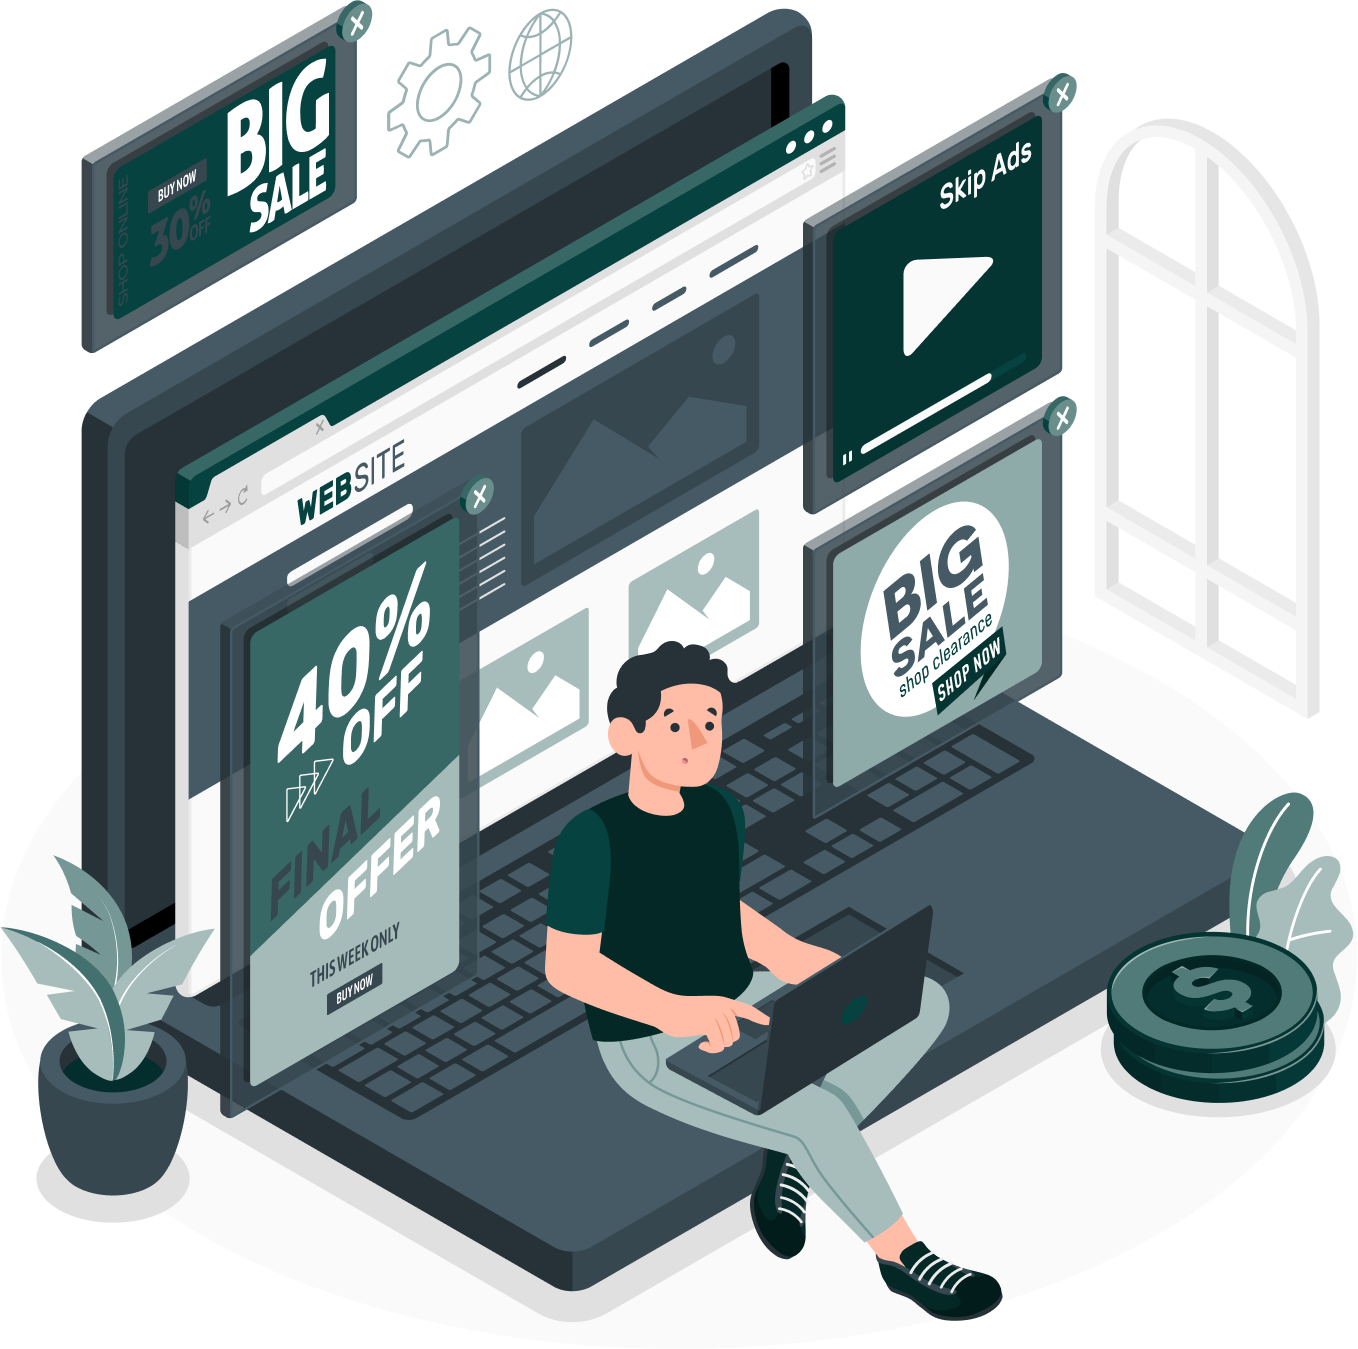 BIG
SALE
BUY NOW
30%
OFF
SHOP ONLINE
Skip Ads
WEBSITE
40%
OFF
FINAL
OFFER
THIS WEEK ONLY
BUY NOW
BIG
SALE
shop clearance
SHOP NOW
$